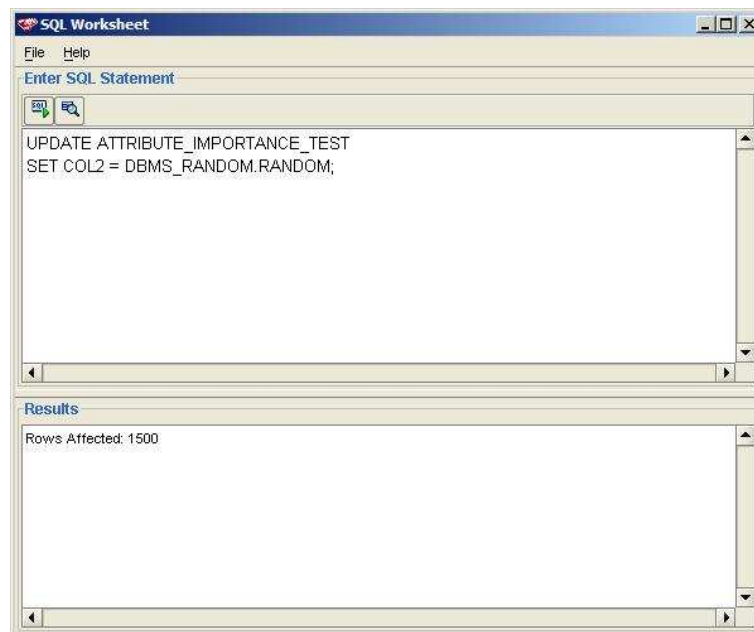 SQL Worksheet
File Help
Enter SQL Statement
UPDATE ATTRIBUTE_IMPORTANCE_TEST
SET COL2 = DBMS_RANDOM.RANDOM;
Results
Rows Affected: 1500